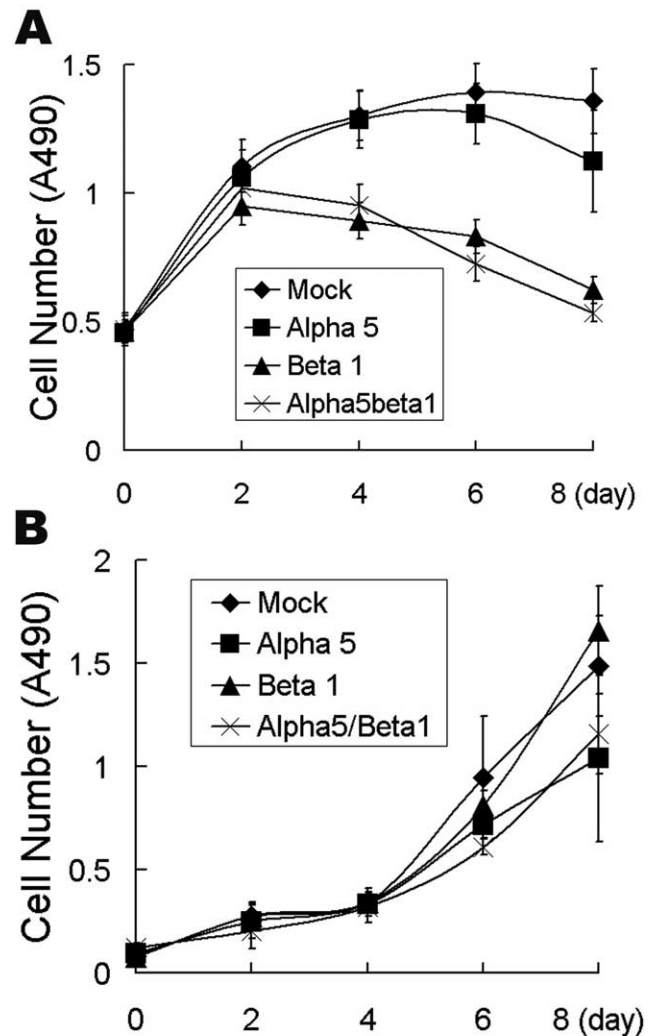 A
Cell Number (A490)
1.5
1
0.5
0
Mock
Alpha 5
Beta 1
Alpha5beta1
0 2 4 6 8 (day)
B
Cell Number (A490)
2
1.5
1
0.5
0
Mock
Alpha 5
Beta 1
Alpha5/Beta1
0 2 4 6 8 (day)